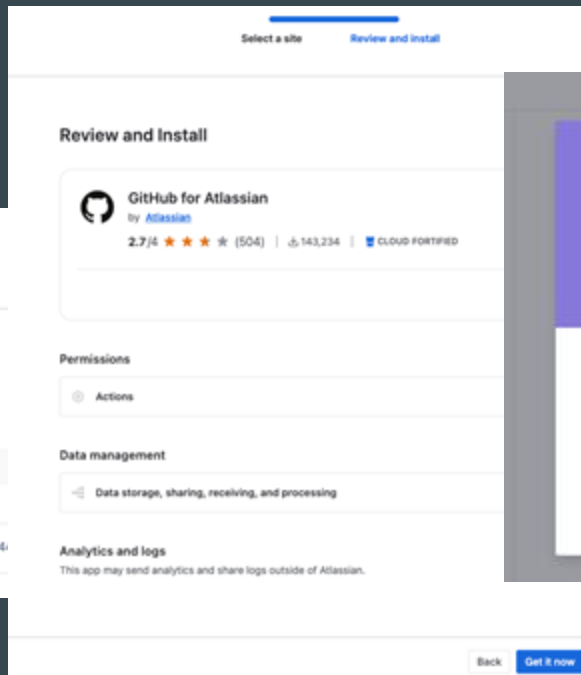 Select a site Review and install
Review and Install
GitHub for Atlassian
by Atlassian
2.7/4 (504) | 143,234 | CLOUD FORTIFIED
Permissions
Actions
Data management
Data storage, sharing, receiving, and processing
Analytics and logs
This app may send analytics and share logs outside of Atlassian.
Back Get it now